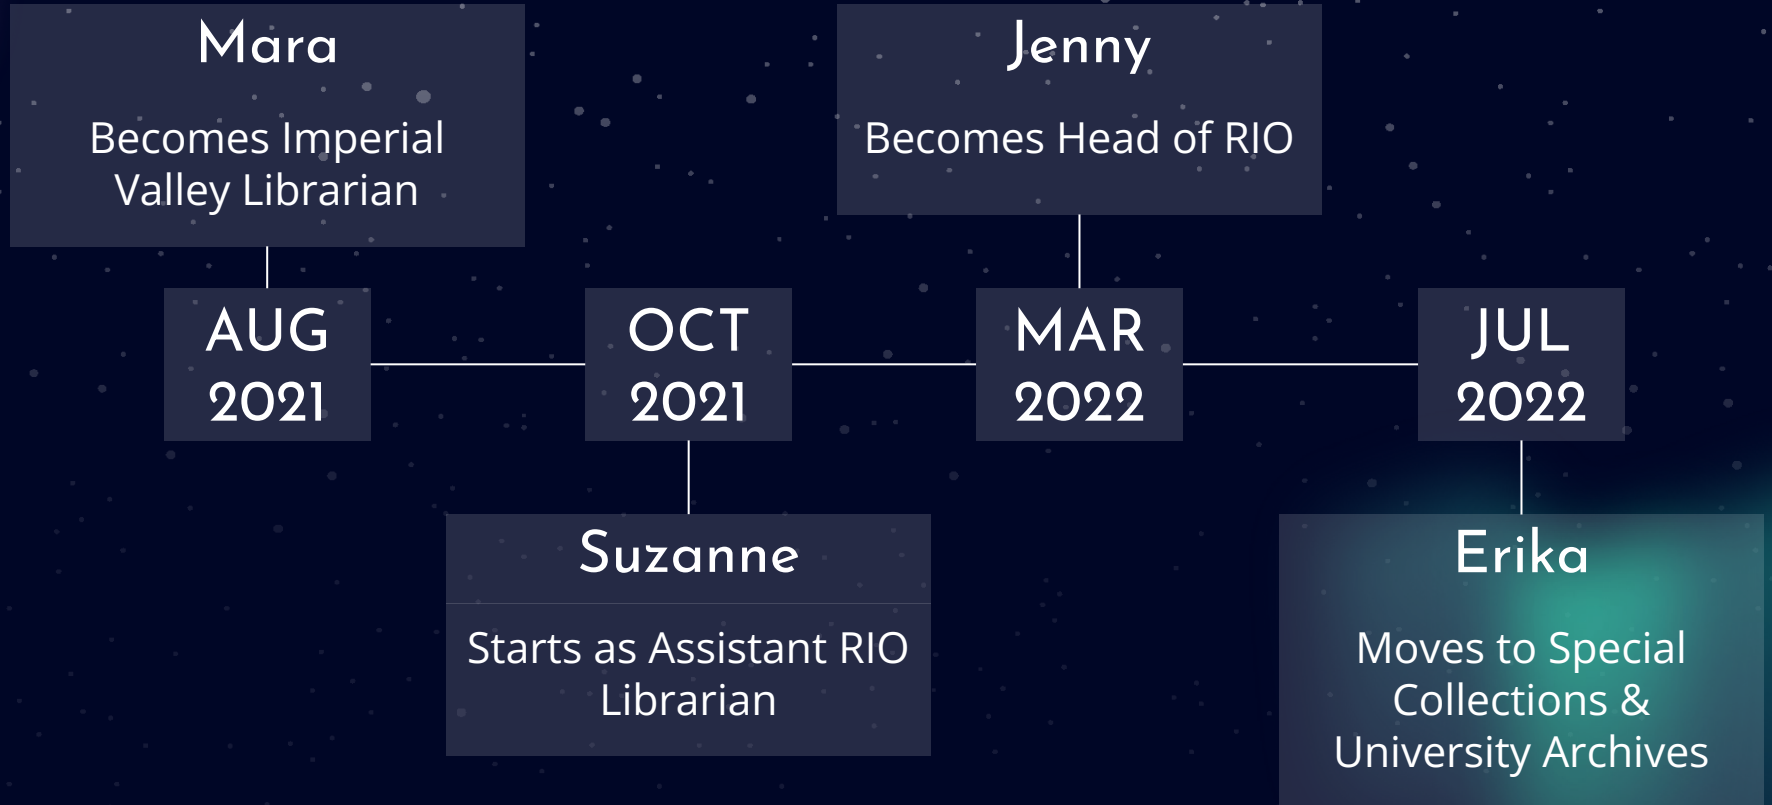 Mara
Becomes Imperial
Valley Librarian
Jenny
Becomes Head of RIO
AUG
2021
OCT
2021
MAR
2022
JUL
2022
Suzanne
Starts as Assistant RIO
Librarian
Erika
Moves to Special
Collections &
University Archives